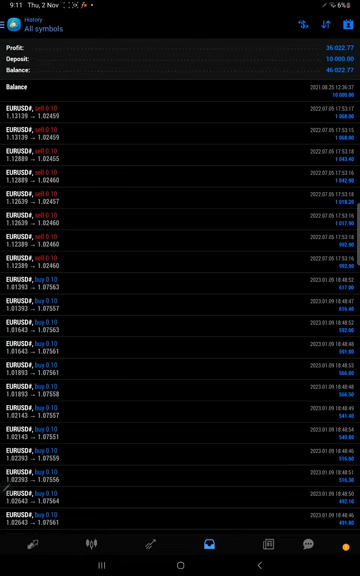 9:11 Thu, 2 Nov 6%
History
All symbols
Profit: 36 022.77
Deposit: 10 000.00
Balance: 46 022.77
Balance 2021.08.25 12:36:37
10 000.00
EURUSD#, sell 0.10 2022.07.05 17:53:17
1.13139 → 1.02459 1 068.00
EURUSD#, sell 0.10 2022.07.05 17:53:15
1.13139 → 1.02459 1 068.00
EURUSD#, sell 0.10 2022.07.05 17:53:18
1.12889 → 1.02455 1 043.40
EURUSD#, sell 0.10 2022.07.05 17:53:16
1.12889 → 1.02460 1 042.90
EURUSD#, sell 0.10 2022.07.05 17:53:18
1.12639 → 1.02457 1 018.20
EURUSD#, sell 0.10 2022.07.05 17:53:16
1.12639 → 1.02460 1 017.90
EURUSD#, sell 0.10 2022.07.05 17:53:18
1.12389 → 1.02460 992.90
EURUSD#, sell 0.10 2022.07.05 17:53:16
1.12389 → 1.02460 992.90
EURUSD#, buy 0.10 2023.01.09 18:48:52
1.01393 → 1.07563 617.00
EURUSD#, buy 0.10 2023.01.09 18:48:47
1.01393 → 1.07557 616.40
EURUSD#, buy 0.10 2023.01.09 18:48:52
1.01643 → 1.07563 592.00
EURUSD#, buy 0.10 2023.01.09 18:48:48
1.01643 → 1.07561 591.80
EURUSD#, buy 0.10 2023.01.09 18:48:53
1.01893 → 1.07561 566.80
EURUSD#, buy 0.10 2023.01.09 18:48:48
1.01893 → 1.07558 566.50
EURUSD#, buy 0.10 2023.01.09 18:48:49
1.02143 → 1.07557 541.40
EURUSD#, buy 0.10 2023.01.09 18:48:54
1.02143 → 1.07551 540.80
EURUSD#, buy 0.10 2023.01.09 18:48:46
1.02393 → 1.07559 516.60
EURUSD#, buy 0.10 2023.01.09 18:48:51
1.02393 → 1.07556 516.30
EURUSD#, buy 0.10 2023.01.09 18:48:50
1.02643 → 1.07564 492.10
EURUSD#, buy 0.10 2023.01.09 18:48:46
1.02643 → 1.07561 491.80